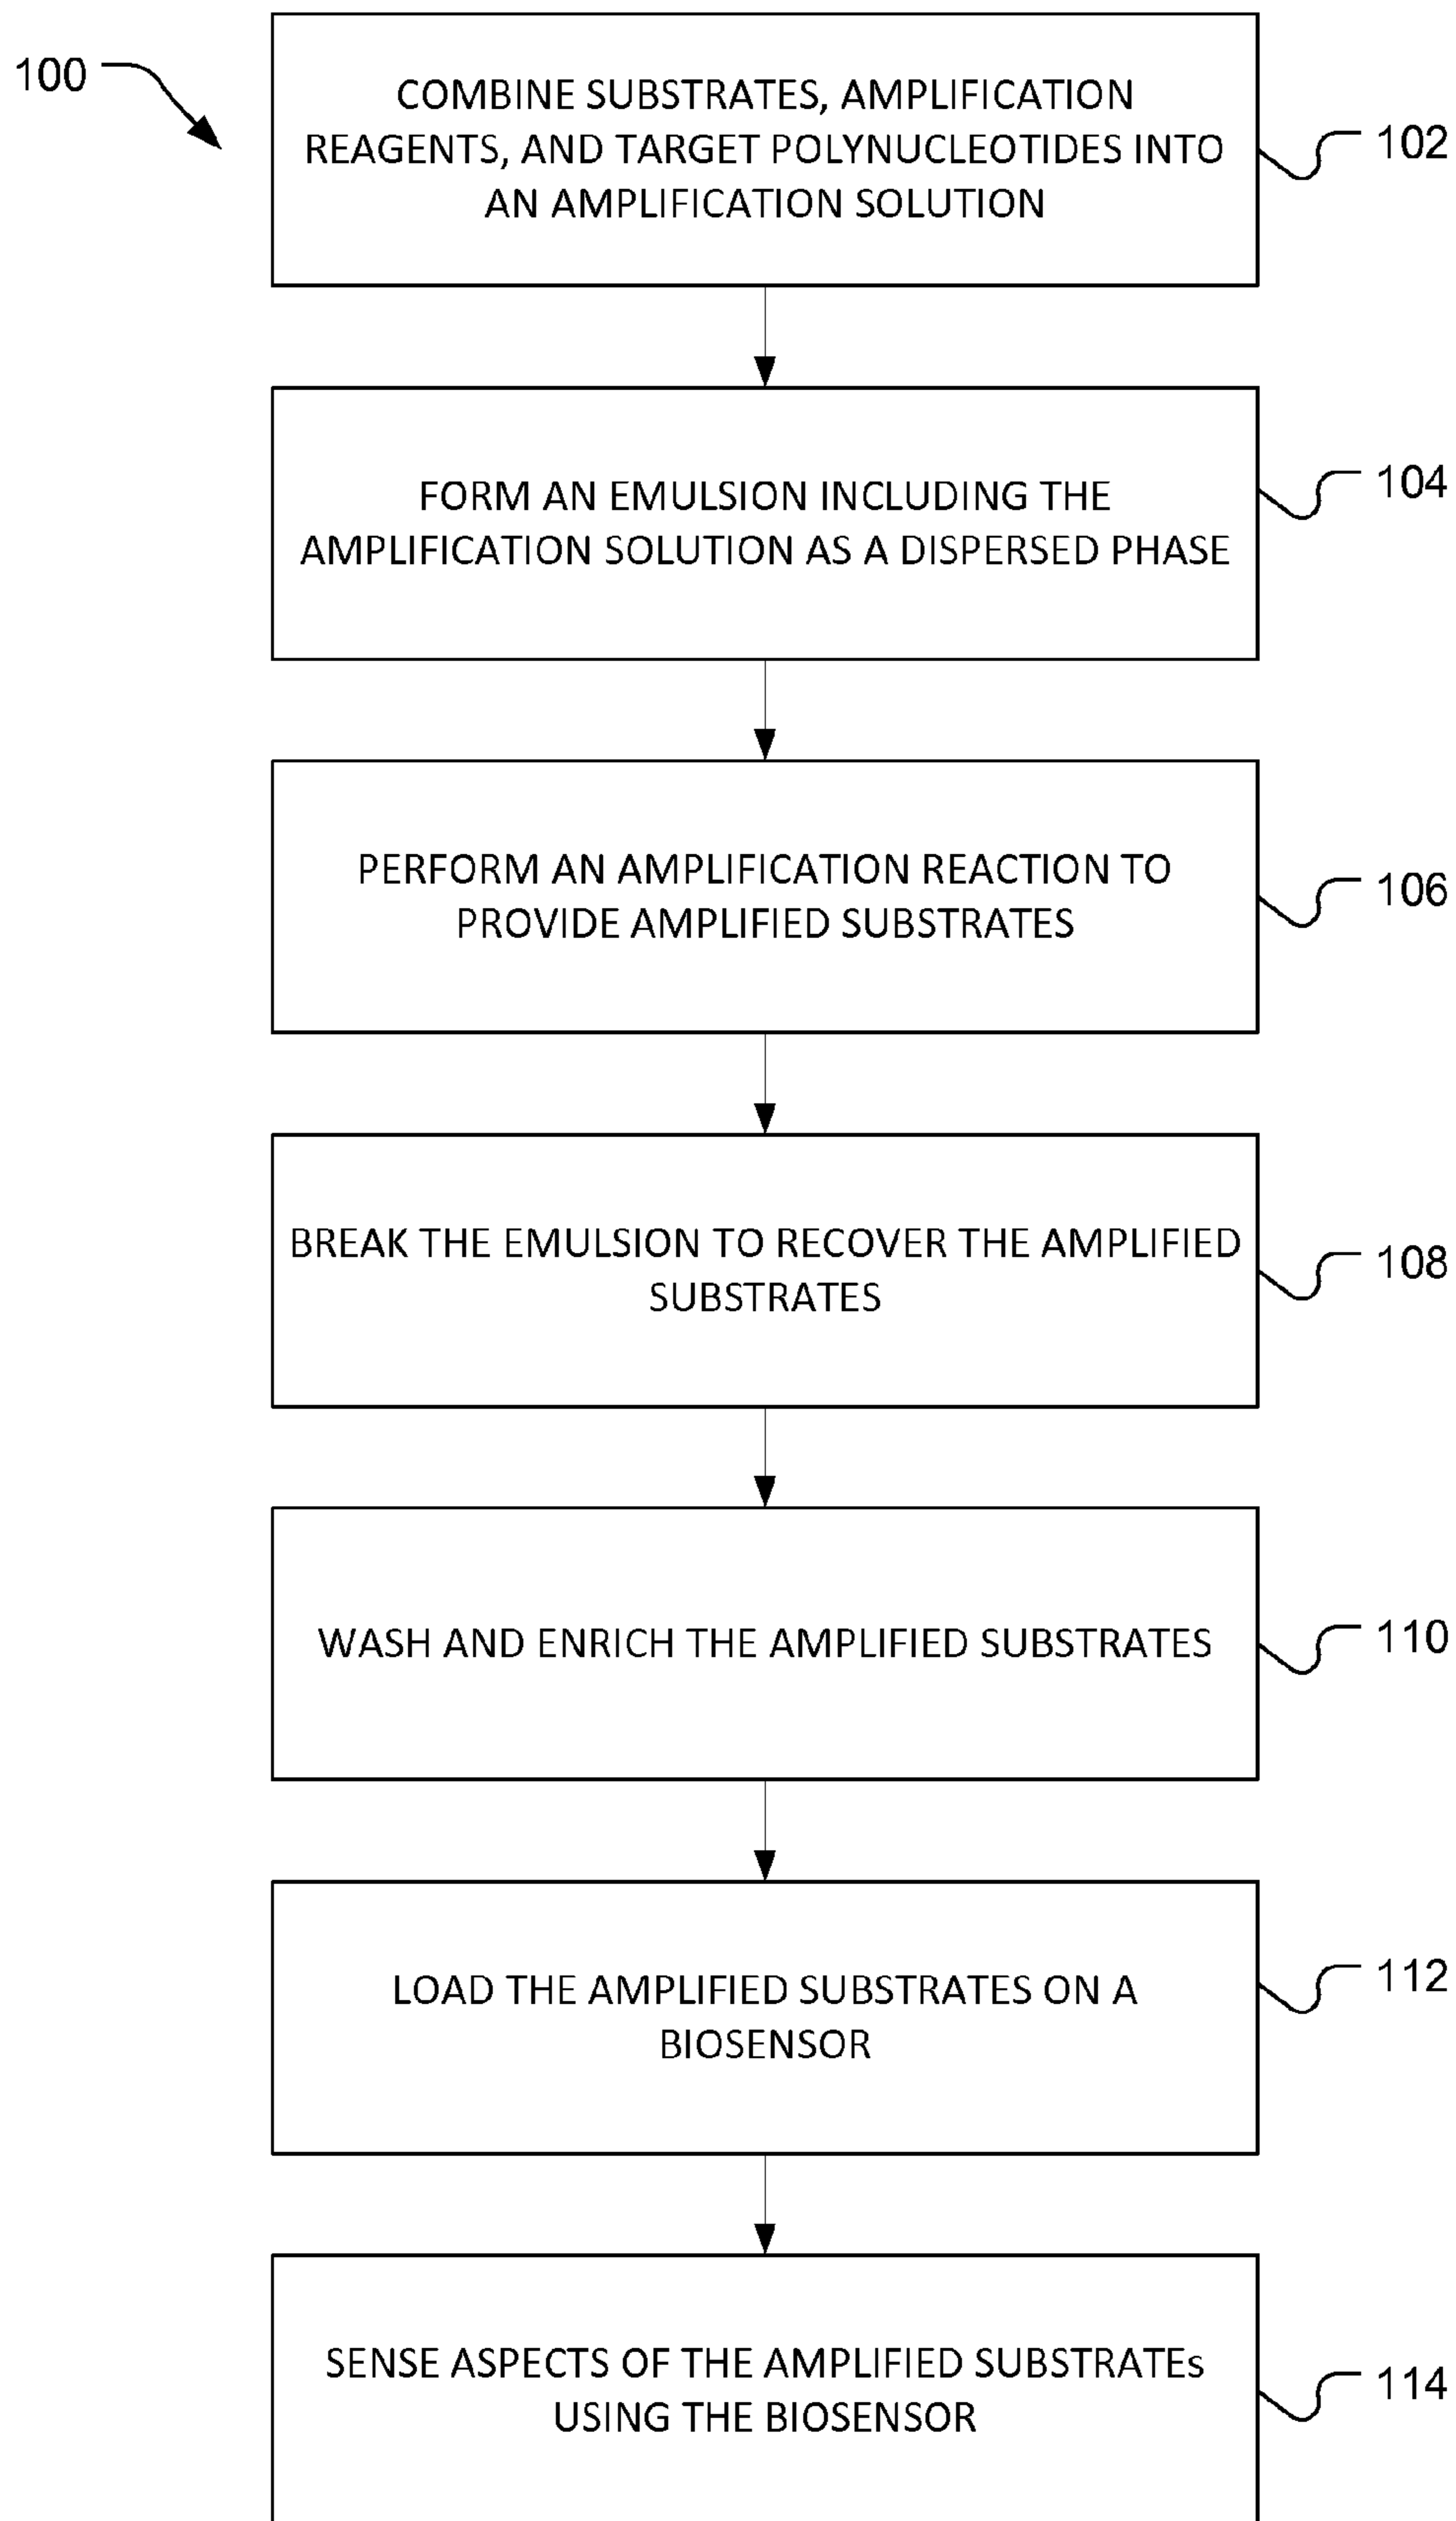 100
COMBINE SUBSTRATES, AMPLIFICATION
REAGENTS, AND TARGET POLYNUCLEOTIDES INTO
AN AMPLIFICATION SOLUTION
102
FORM AN EMULSION INCLUDING THE
AMPLIFICATION SOLUTION AS A DISPERSED PHASE
104
PERFORM AN AMPLIFICATION REACTION TO
PROVIDE AMPLIFIED SUBSTRATES
106
BREAK THE EMULSION TO RECOVER THE AMPLIFIED
SUBSTRATES
108
WASH AND ENRICH THE AMPLIFIED SUBSTRATES
110
LOAD THE AMPLIFIED SUBSTRATES ON A
BIOSENSOR
112
SENSE ASPECTS OF THE AMPLIFIED SUBSTRATEs
USING THE BIOSENSOR
114